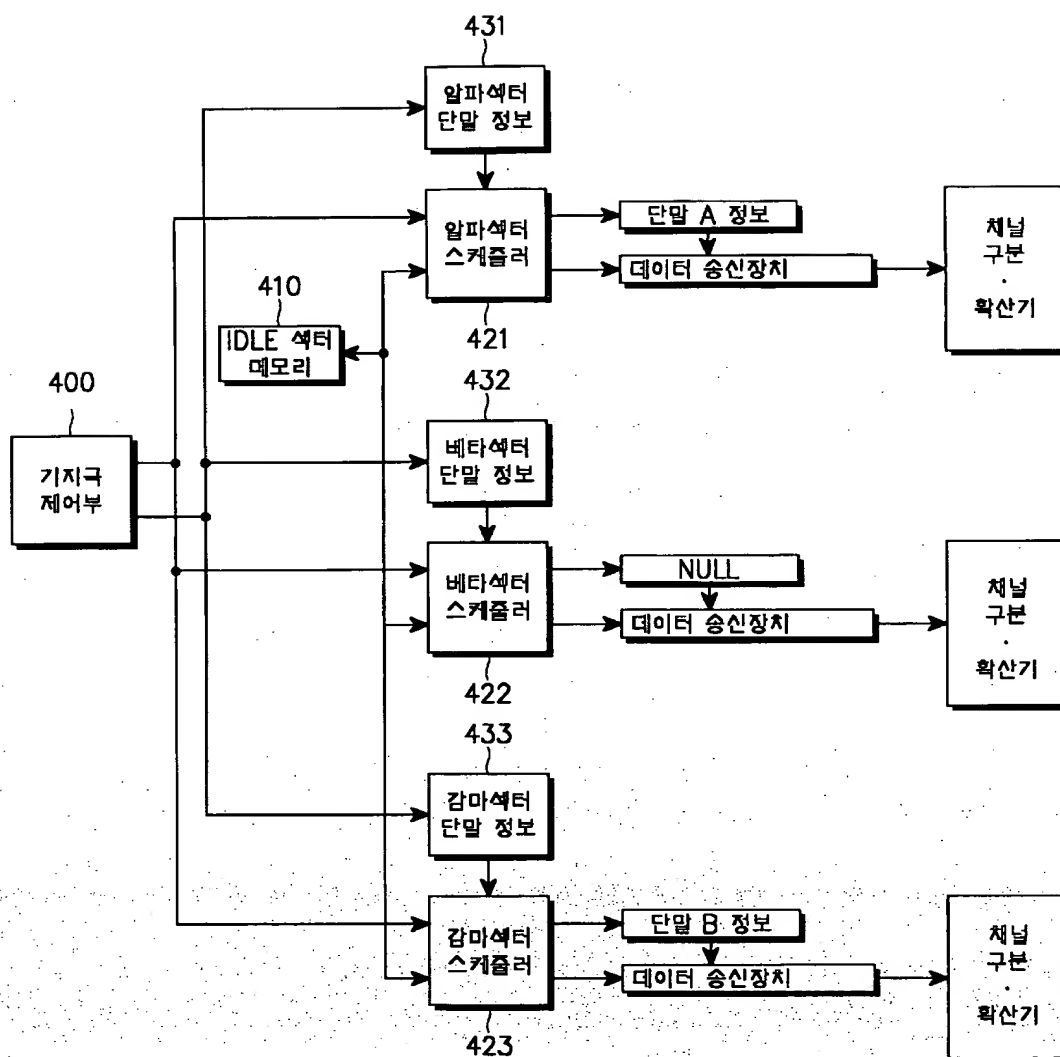 431
알파섹터
단말 정보
알파섹터
스케쥴러
421
단말 A 정보
데이터 송신장치
채널
구분
·
확산기
410
IDLE 섹터
메모리
400
기지국
제어부
432
베타섹터
단말 정보
베타섹터
스케줄러
422
NULL
데이터 송신장치
채널
구분
·
확산기
433
감마섹터
단말 정보
감마섹터
스케쥴러
423
단말 B 정보
데이터 송신장치
채널
구분
·
확산기